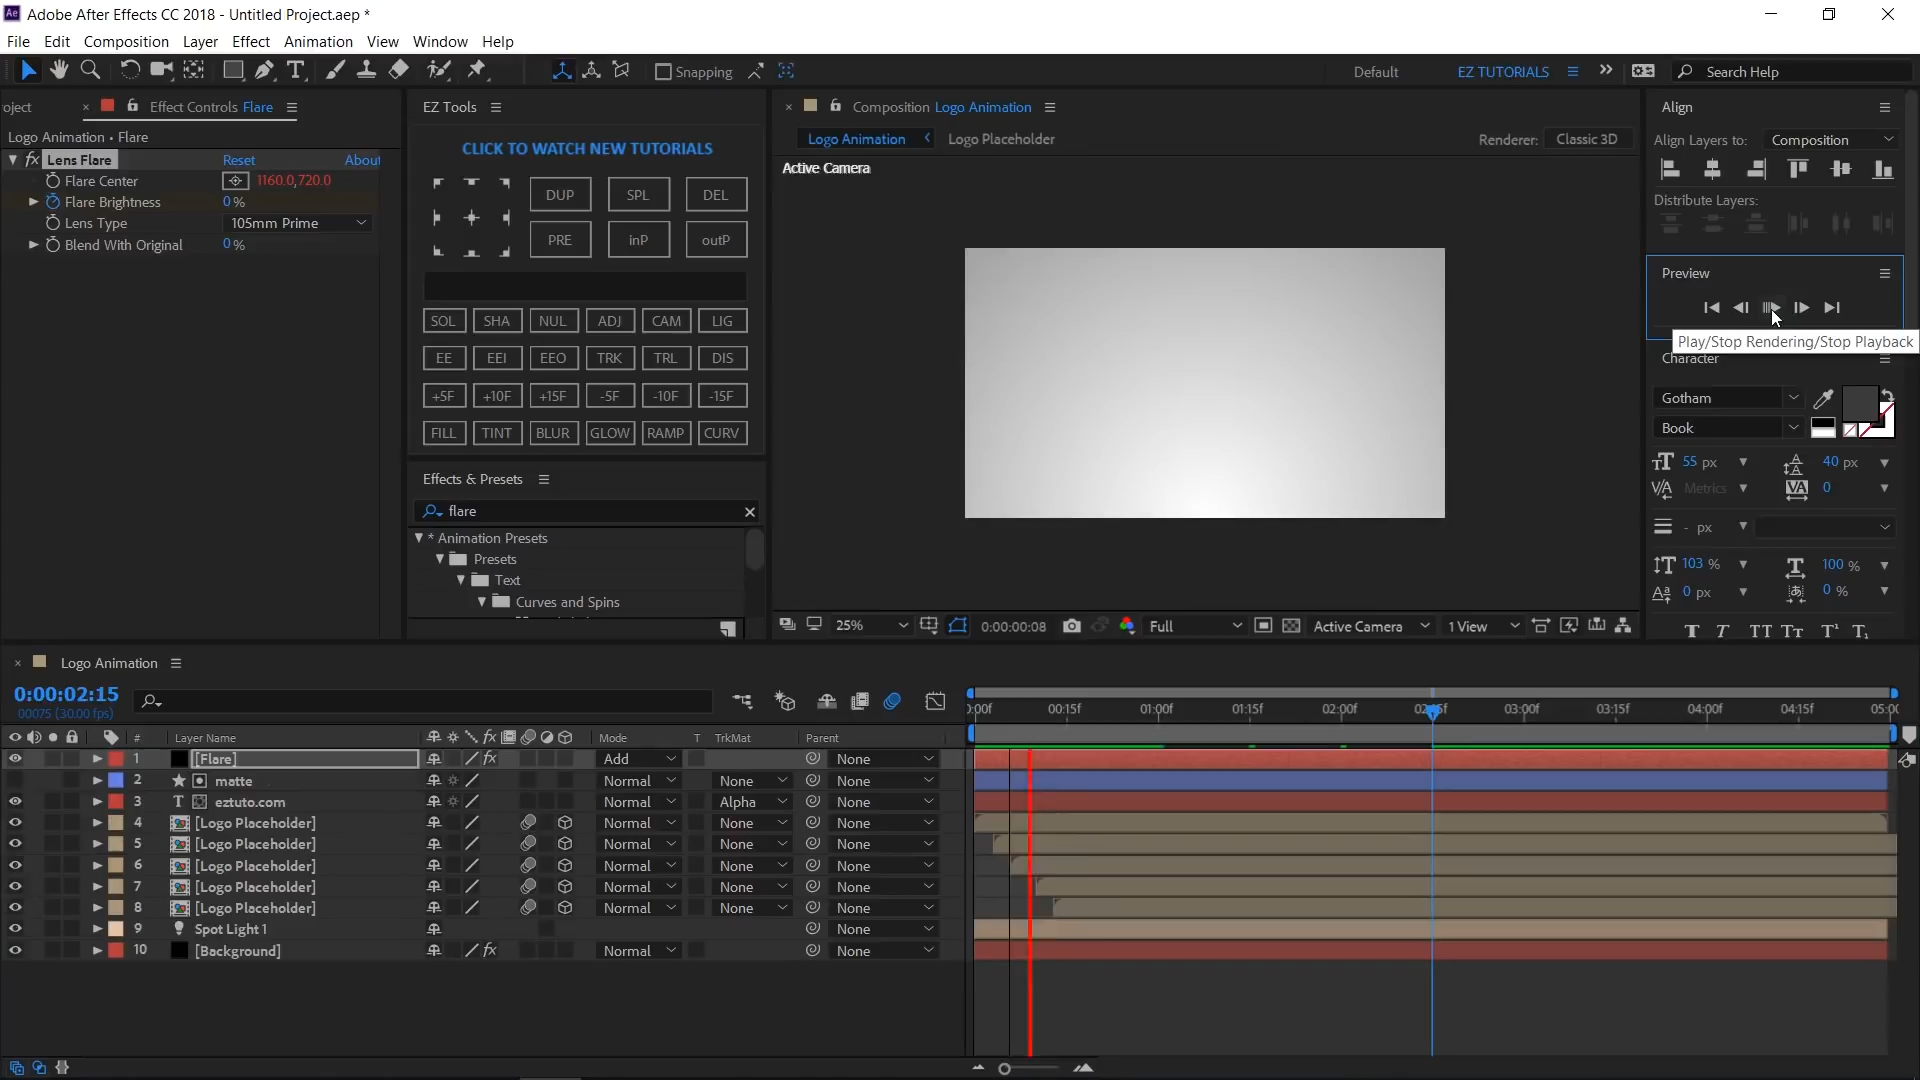 Ae Adobe After Effects CC 2018 - Untitled Project.aep *
File Edit Composition Layer Effect Animation View Window Help
Snapping Default EZ TUTORIALS Search Help
oject × Effect Controls Flare
Logo Animation • Flare
fx Lens Flare Reset About
Flare Center 1160.0,720.0
Flare Brightness 0 %
Lens Type 105mm Prime
Blend With Original 0 %
EZ Tools
CLICK TO WATCH NEW TUTORIALS
DUP SPL DEL
PRE inP outP
SOL SHA NUL ADJ CAM LIG
EE EEI EEO TRK TRL DIS
+5F +10F +15F -5F -10F -15F
FILL TINT BLUR GLOW RAMP CURV
Effects & Presets
flare
* Animation Presets
Presets
Text
Curves and Spins
Composition Logo Animation
Logo Animation Logo Placeholder Renderer: Classic 3D
Active Camera
25% 0:00:00:08 Full Active Camera 1 View
Align
Align Layers to: Composition
Distribute Layers:
Preview
Play/Stop Rendering/Stop Playback
Character
Gotham
Book
55 px 40 px
Metrics 0
- px
103 % 100 %
0 px 0 %
T T TT Tт T¹ T₁
Logo Animation
0:00:02:15
00075 (30.00 fps)
):00f 00:15f 01:00f 01:15f 02:00f 02:15f 03:00f 03:15f 04:00f 04:15f 05:00
# Layer Name Mode T TrkMat Parent
1 [Flare] fx Add None
2 matte Normal None None
3 T eztuto.com Normal Alpha None
4 [Logo Placeholder] Normal None None
5 [Logo Placeholder] Normal None None
6 [Logo Placeholder] Normal None None
7 [Logo Placeholder] Normal None None
8 [Logo Placeholder] Normal None None
9 Spot Light 1 None
10 [Background] fx Normal None